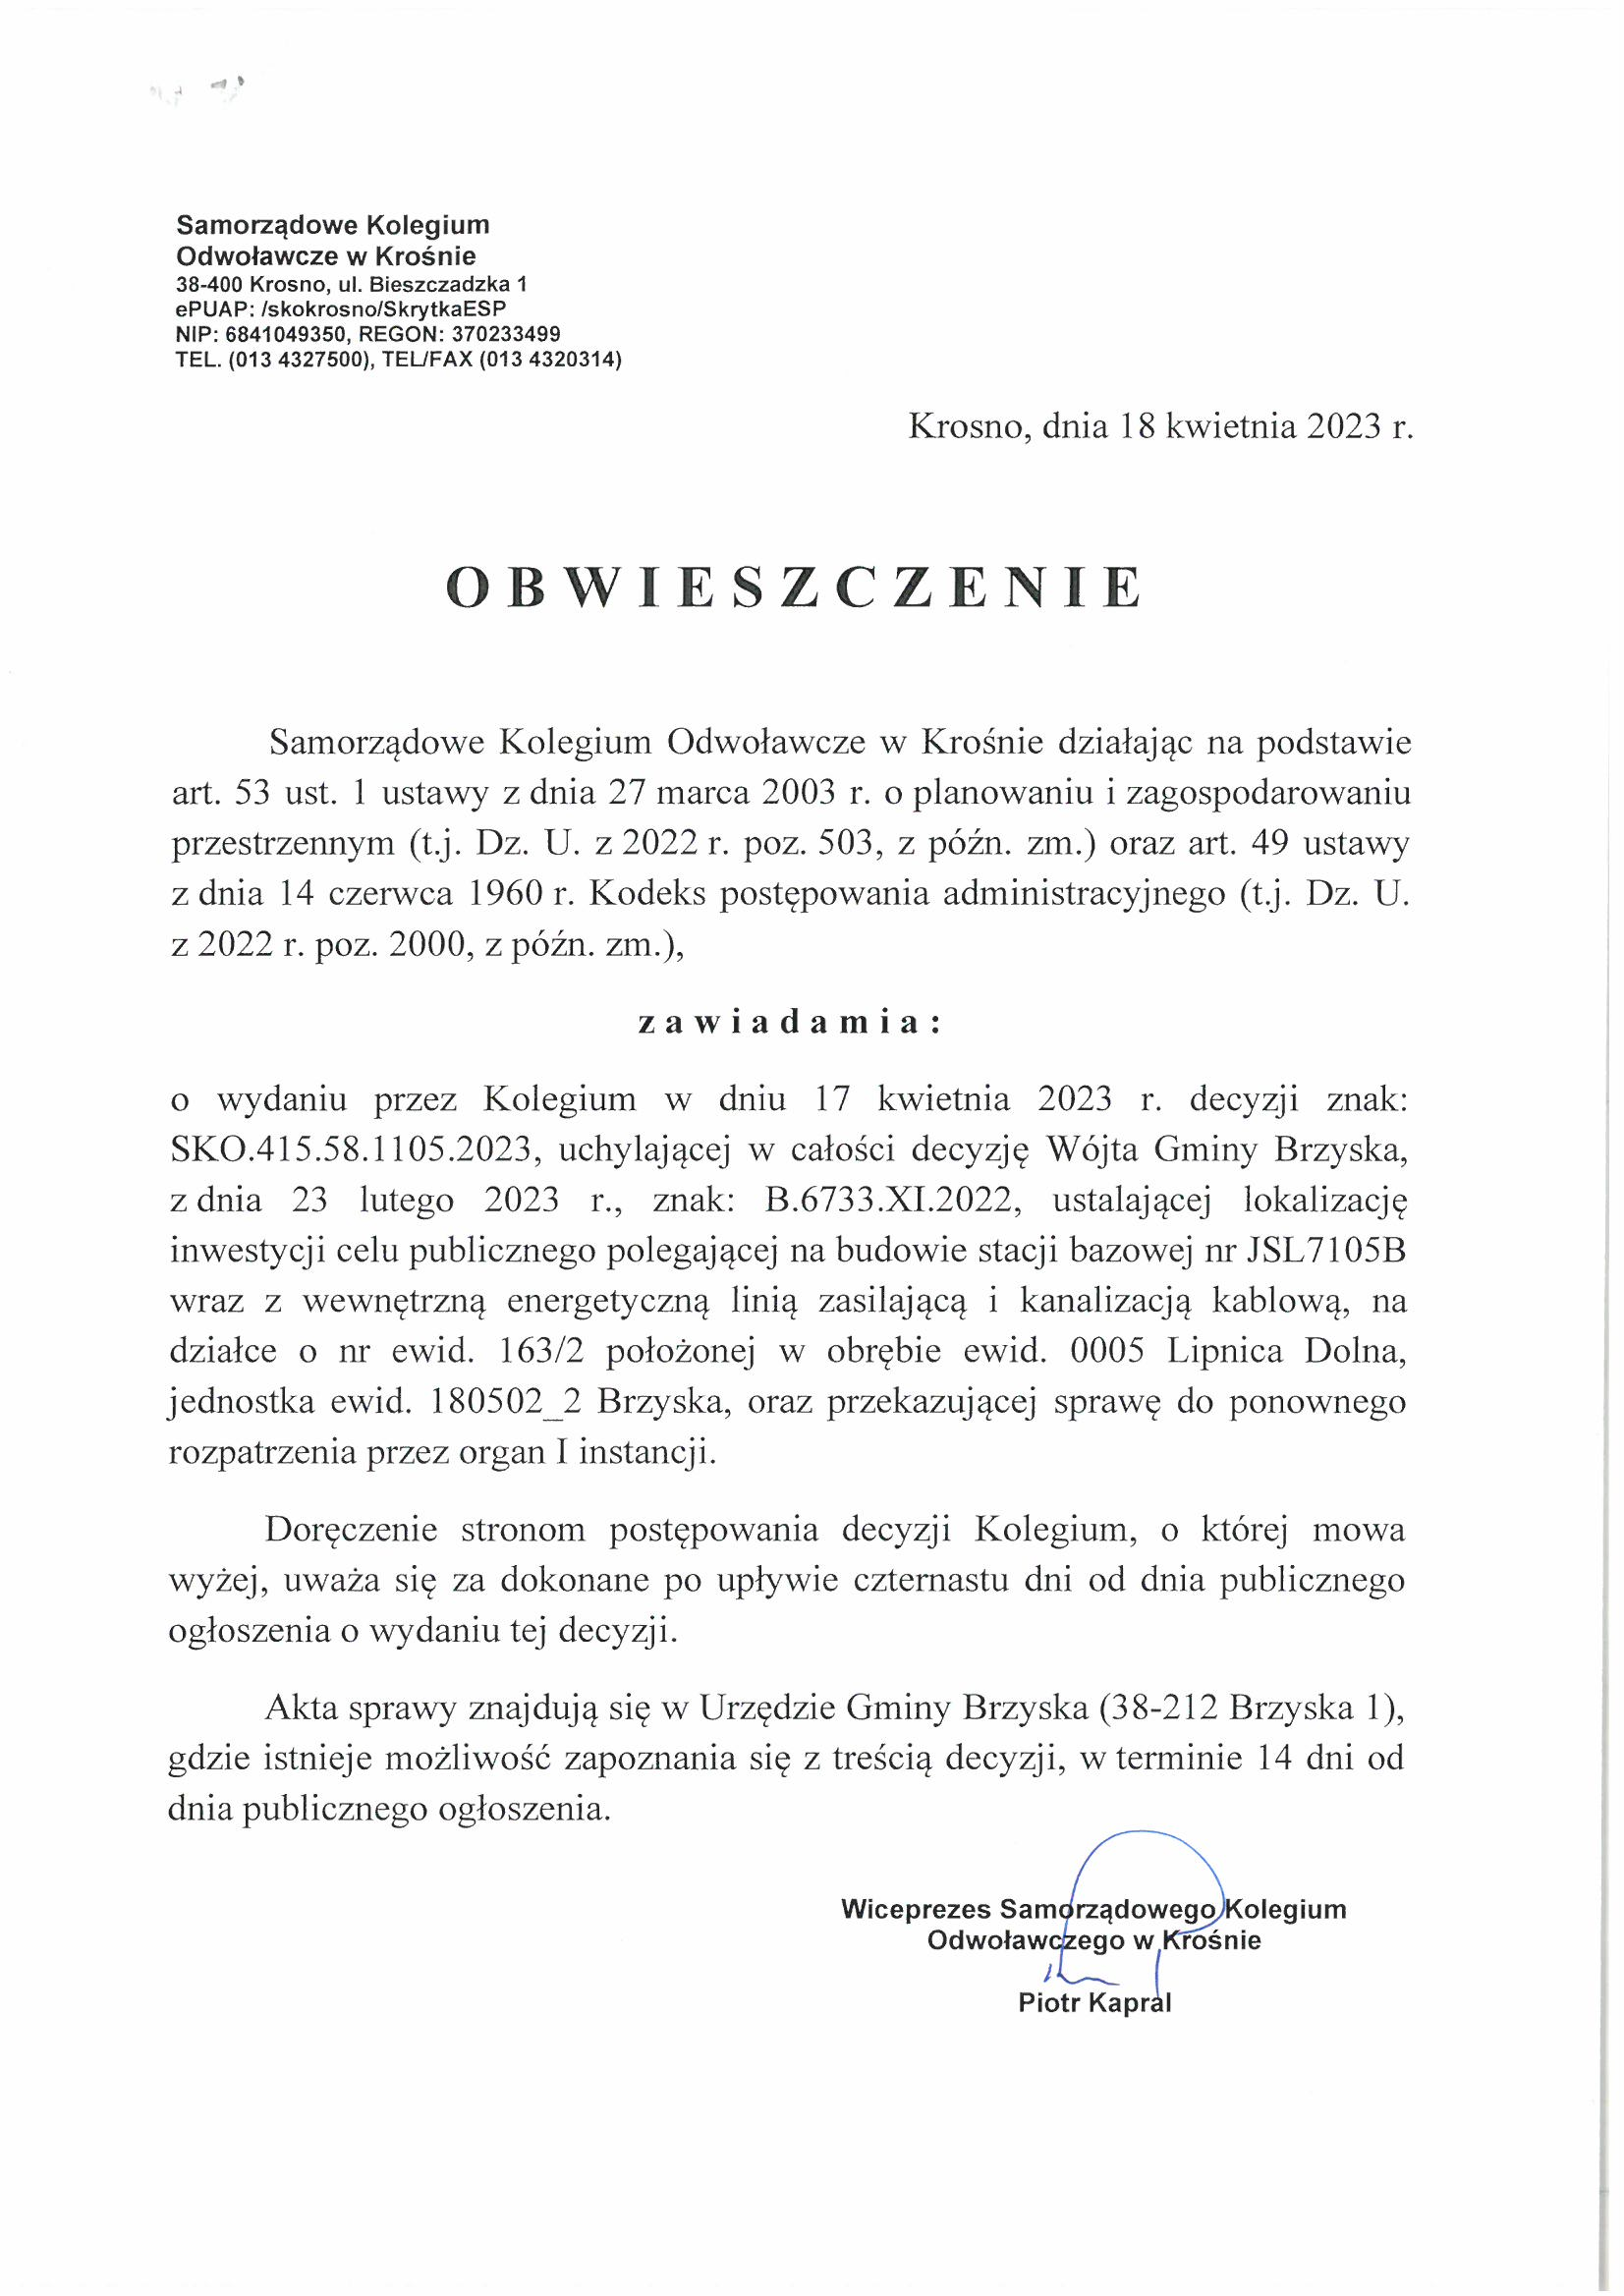 Samorządowe Kolegium
Odwoławcze w Krośnie
38-400 Krosno, ul. Bieszczadzka 1
ePUAP: /skokrosno/SkrytkaESP
NIP: 6841049350, REGON: 370233499
TEL. (013 4327500), TEL/FAX (013 4320314)
Krosno, dnia 18 kwietnia 2023 r.
O B W I E S Z C Z E N I E
Samorządowe Kolegium Odwoławcze w Krośnie działając na podstawie
art. 53 ust. 1 ustawy z dnia 27 marca 2003 r. o planowaniu i zagospodarowaniu
przestrzennym (t.j. Dz. U. z 2022 r. poz. 503, z późn. zm.) oraz art. 49 ustawy
z dnia 14 czerwca 1960 r. Kodeks postępowania administracyjnego (t.j. Dz. U.
z 2022 r. poz. 2000, z późn. zm.),
z a w i a d a m i a :
o wydaniu przez Kolegium w dniu 17 kwietnia 2023 r. decyzji znak:
SKO.415.58.1105.2023, uchylającej w całości decyzję Wójta Gminy Brzyska,
z dnia 23 lutego 2023 r., znak: B.6733.XI.2022, ustalającej lokalizację
inwestycji celu publicznego polegającej na budowie stacji bazowej nr JSL7105B
wraz z wewnętrzną energetyczną linią zasilającą i kanalizacją kablową, na
działce o nr ewid. 163/2 położonej w obrębie ewid. 0005 Lipnica Dolna,
jednostka ewid. 180502_2 Brzyska, oraz przekazującej sprawę do ponownego
rozpatrzenia przez organ I instancji.
Doręczenie stronom postępowania decyzji Kolegium, o której mowa
wyżej, uważa się za dokonane po upływie czternastu dni od dnia publicznego
ogłoszenia o wydaniu tej decyzji.
Akta sprawy znajdują się w Urzędzie Gminy Brzyska (38-212 Brzyska 1),
gdzie istnieje możliwość zapoznania się z treścią decyzji, w terminie 14 dni od
dnia publicznego ogłoszenia.
Wiceprezes Samorządowego Kolegium
Odwoławczego w Krośnie
Piotr Kapral